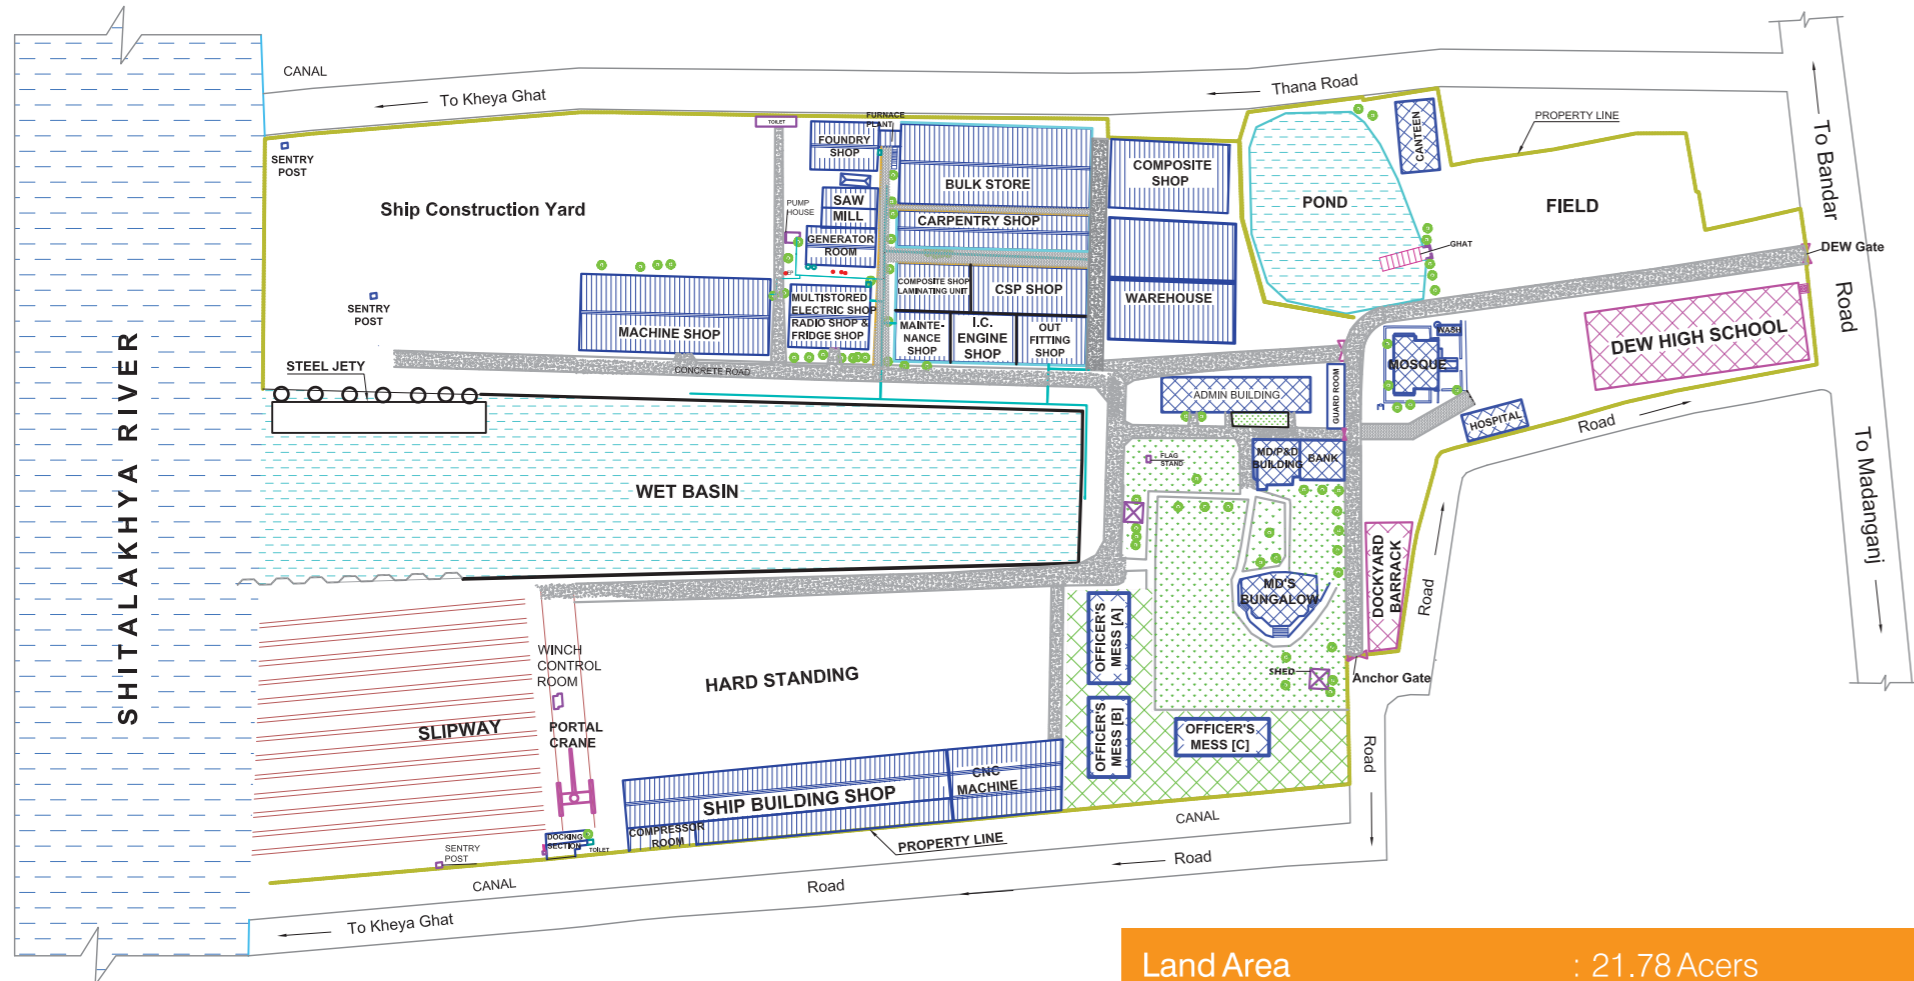 CANAL
To Kheya Ghat
Thana Road
To Bandar
Road
To Madanganj
SHITALAKHYA RIVER
SENTRY
POST
Ship Construction Yard
SENTRY
POST
TOILET
FURNACE
PLANT
FOUNDRY
SHOP
SAW
MILL
PUMP
HOUSE
GENERATOR
ROOM
MULTISTORED
ELECTRIC SHOP
RADIO SHOP &
FRIDGE SHOP
MACHINE SHOP
BULK STORE
CARPENTRY SHOP
COMPOSITE SHOP
LAMINATING UNIT
CSP SHOP
MAINTE-
NANCE
SHOP
I.C.
ENGINE
SHOP
OUT
FITTING
SHOP
COMPOSITE
SHOP
WAREHOUSE
POND
CANTEEN
PROPERTY LINE
FIELD
GHAT
DEW Gate
DEW HIGH SCHOOL
MOSQUE
HOSPITAL
Road
STEEL JETY
CONCRETE ROAD
ADMIN BUILDING
GUARD ROOM
FLAG
STAND
MD/P&D
BUILDING
BANK
WET BASIN
MD'S
BUNGALOW
DOCKYARD
BARRACK
Road
SHED
Anchor Gate
OFFICER'S
MESS [A]
OFFICER'S
MESS [B]
OFFICER'S
MESS [C]
Road
WINCH
CONTROL
ROOM
HARD STANDING
SLIPWAY
PORTAL
CRANE
SHIP BUILDING SHOP
CNC
MACHINE
COMPRESSOR
ROOM
DOCKING
SECTION
TOILET
SENTRY
POST
PROPERTY LINE
CANAL
CANAL
Road
Road
To Kheya Ghat
Land Area : 21.78 Acers